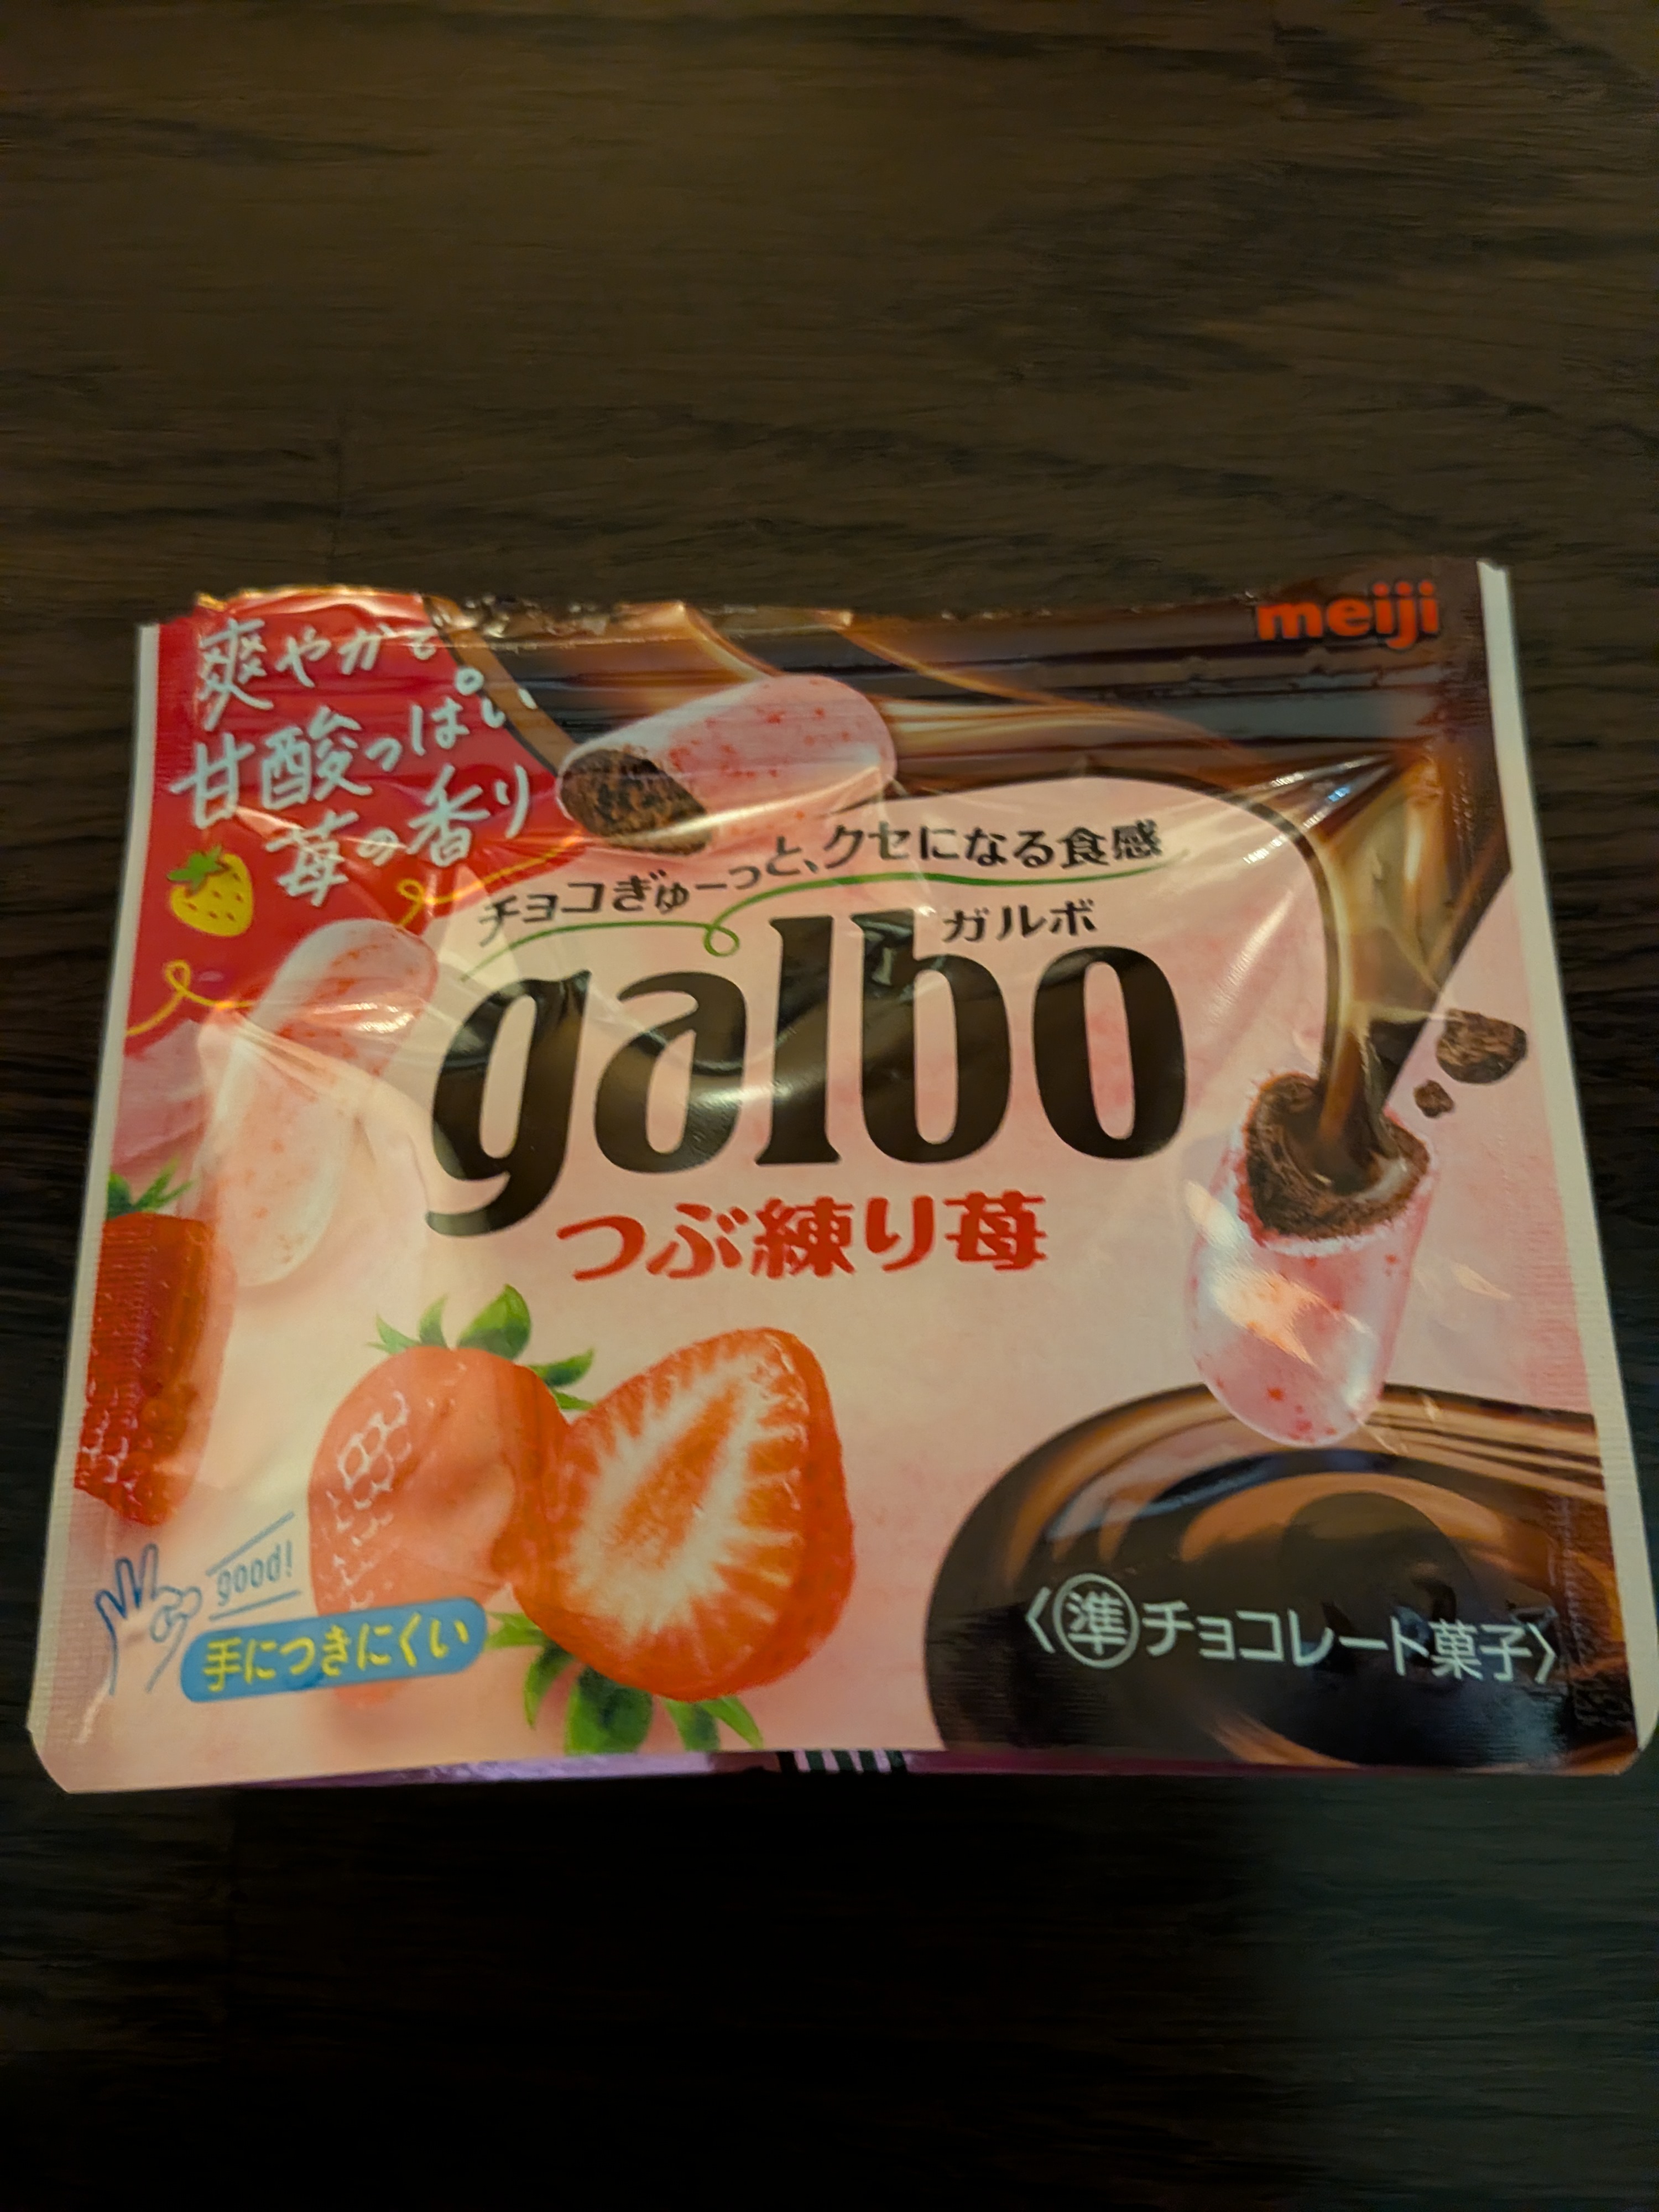 meiji
爽やかで
甘酸っぱい
苺の香り
チョコぎゅーっと、クセになる食感
ガルボ
galbo
つぶ練り苺
good!
手につきにくい
〈準チョコレート菓子〉